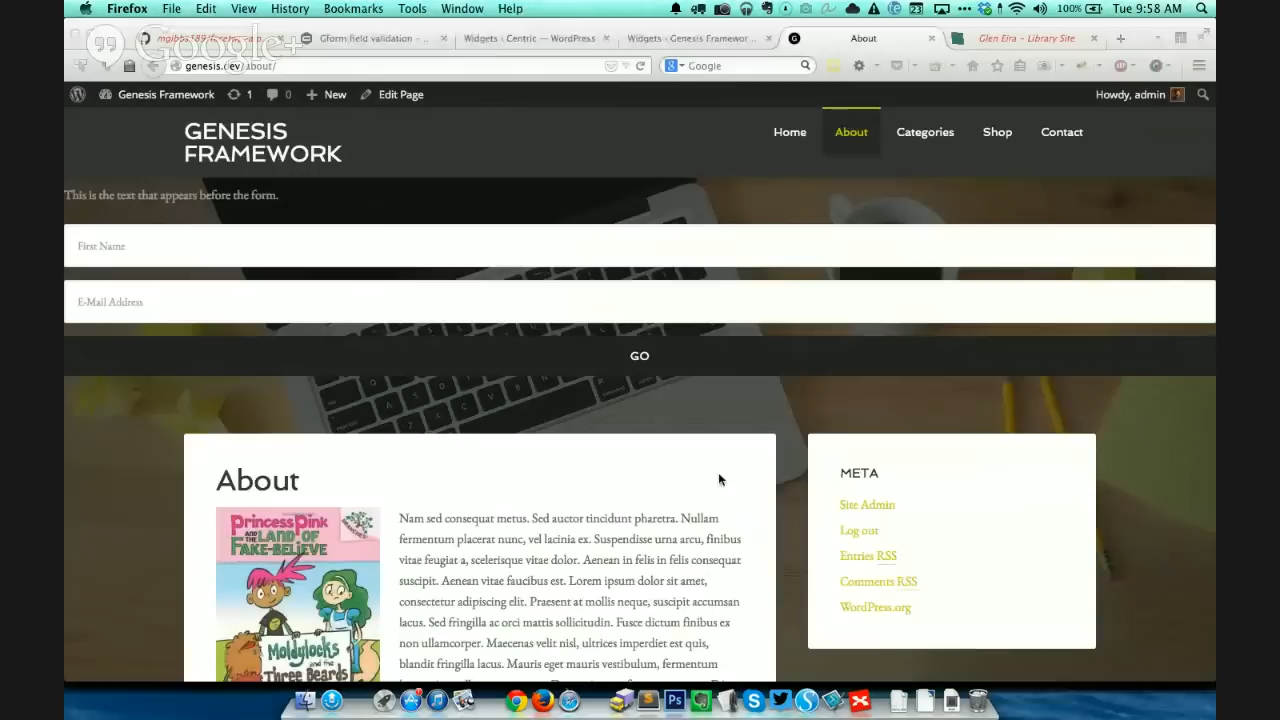 Firefox File Edit View History Bookmarks Tools Window Help 100% Tue 9:58 AM
Google+
GForm field validation - ... Widgets ‹ Centric — WordPress Widgets ‹ Genesis Framewor... About Glen Eira - Library Site
genesis.dev/about/ Google
Genesis Framework 1 0 New Edit Page Howdy, admin
GENESIS
FRAMEWORK
Home About Categories Shop Contact
This is the text that appears before the form.
First Name
E-Mail Address
GO
About
Princess Pink
AND THE LAND OF
FAKE-BELIEVE
Moldylocks
and the
Three Beards
Nam sed consequat metus. Sed auctor tincidunt pharetra. Nullam
fermentum placerat nunc, vel lacinia ex. Suspendisse urna arcu, finibus
vitae feugiat a, scelerisque vitae dolor. Aenean in felis in felis consequat
suscipit. Aenean vitae faucibus est. Lorem ipsum dolor sit amet,
consectetur adipiscing elit. Praesent at mollis neque, suscipit accumsan
lacus. Sed fringilla ac orci mattis sollicitudin. Fusce dictum finibus ex
non ullamcorper. Maecenas velit nisl, ultrices imperdiet est quis,
blandit fringilla lacus. Mauris eget mauris vestibulum, fermentum
META
Site Admin
Log out
Entries RSS
Comments RSS
WordPress.org